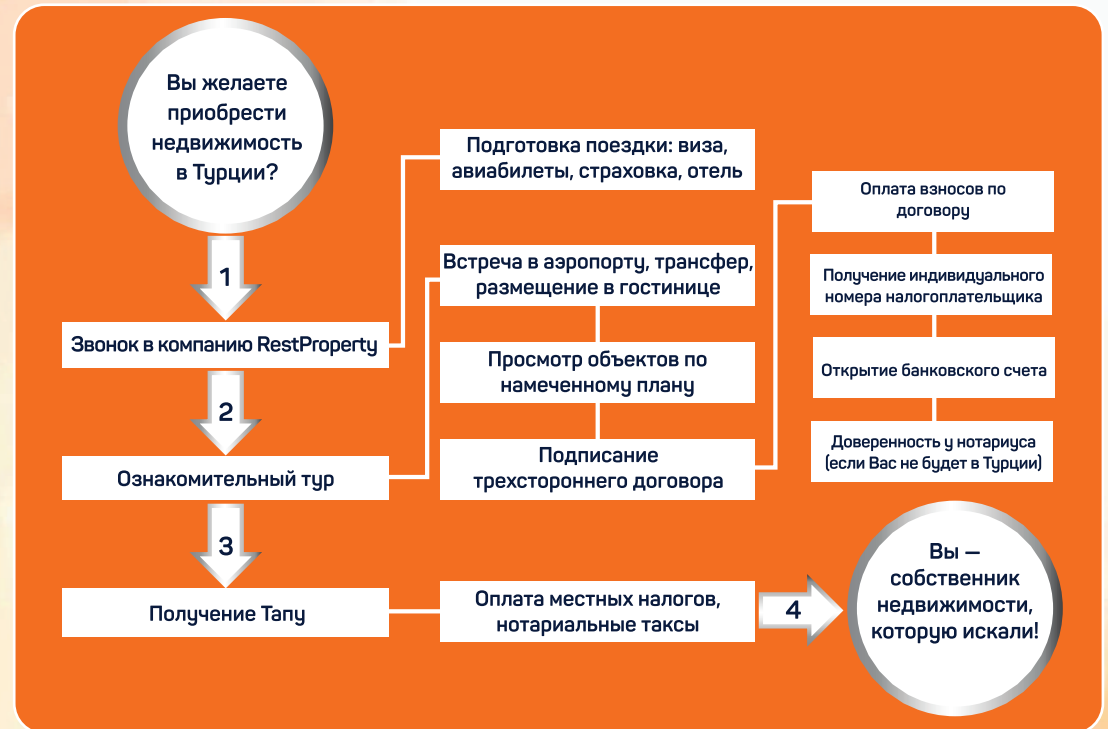 Вы желаете
приобрести
недвижимость
в Турции?
1
Звонок в компанию RestProperty
Подготовка поездки: виза,
авиабилеты, страховка, отель
2
Ознакомительный тур
Встреча в аэропорту, трансфер,
размещение в гостинице
Просмотр объектов по
намеченному плану
Подписание
трехстороннего договора
Оплата взносов по
договору
Получение индивидуального
номера налогоплательщика
Открытие банковского счета
Доверенность у нотариуса
(если Вас не будет в Турции)
3
Получение Тапу
Оплата местных налогов,
нотариальные таксы
4
Вы —
собственник
недвижимости,
которую искали!